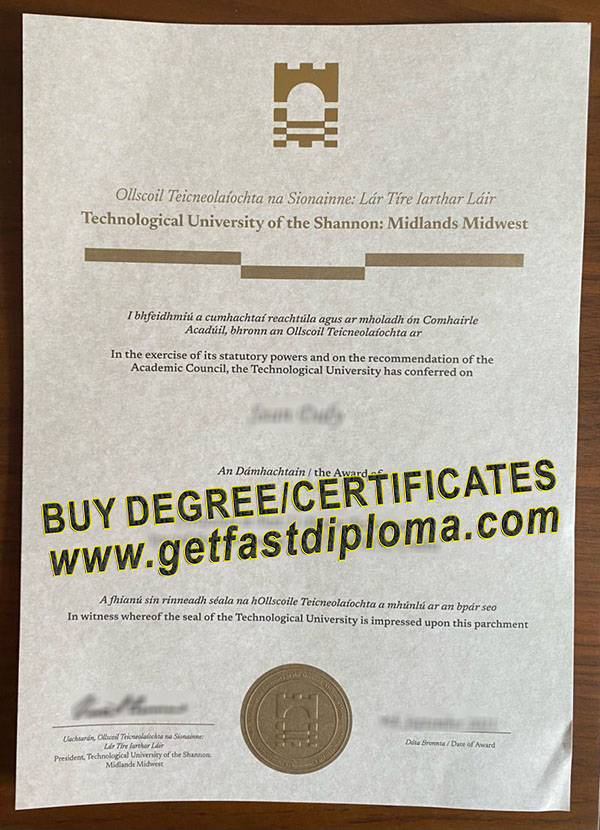 Ollscoil Teicneolaíochta na Sionainne: Lár Tíre Iarthar Láir
Technological University of the Shannon: Midlands Midwest
I bhfeidhmiú a cumhachtaí reachtúla agus ar mholadh ón Comhairle
Acadúil, bhronn an Ollscoil Teicneolaíochta ar
In the exercise of its statutory powers and on the recommendation of the
Academic Council, the Technological University has conferred on
An Dámhachtain / the Award of
BUY DEGREE/CERTIFICATES
www.getfastdiploma.com
A fhianú sin rinneadh séala na hOllscoile Teicneolaíochta a mhúnlú ar an bpár seo
In witness whereof the seal of the Technological University is impressed upon this parchment
Uachtarán, Ollscoil Teicneolaíochta na Sionainne:
Lár Tíre Iarthar Láir
President, Technological University of the Shannon:
Midlands Midwest
Dáta Bronnta / Date of Award